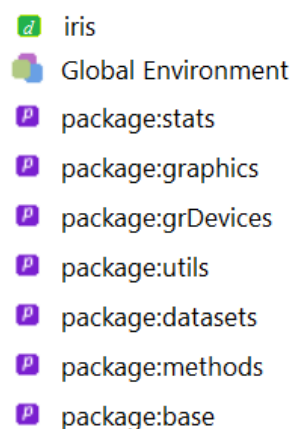 d iris
Global Environment
P package:stats
P package:graphics
P package:grDevices
P package:utils
P package:datasets
P package:methods
P package:base